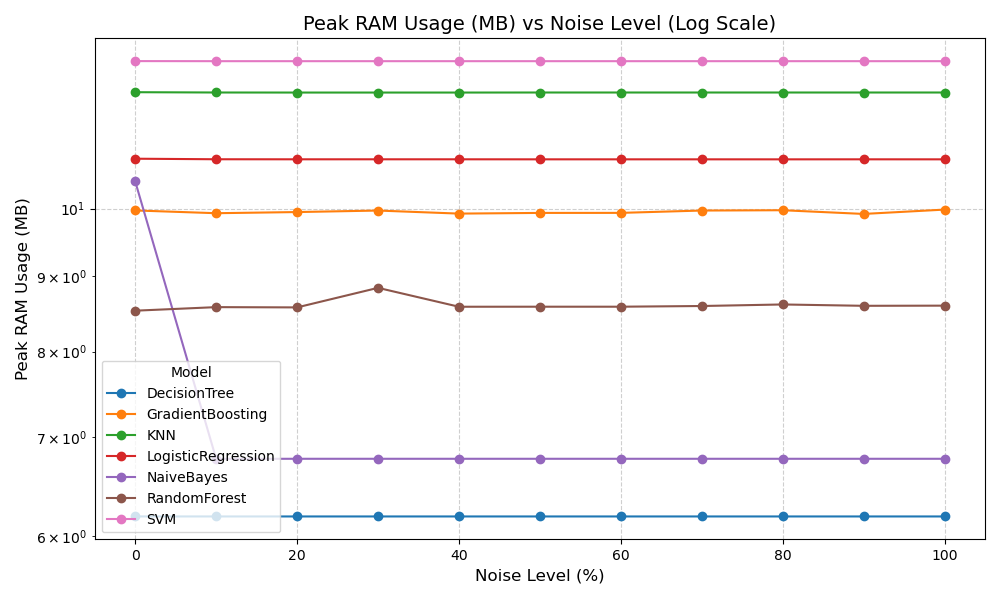 Peak RAM Usage (MB) vs Noise Level (Log Scale)
Peak RAM Usage (MB)
10¹
9 × 10⁰
8 × 10⁰
7 × 10⁰
6 × 10⁰
Model
DecisionTree
GradientBoosting
KNN
LogisticRegression
NaiveBayes
RandomForest
SVM
0 20 40 60 80 100
Noise Level (%)